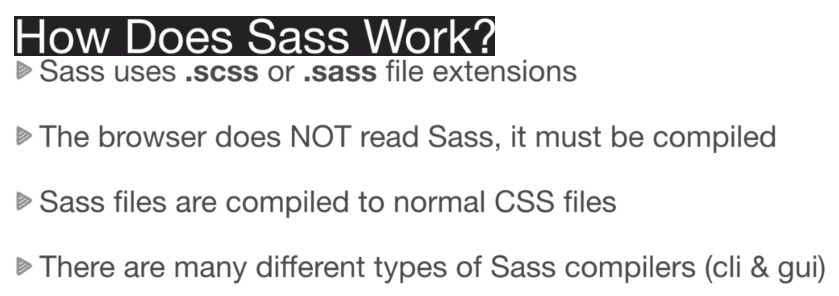 How Does Sass Work?
Sass uses .scss or .sass file extensions
The browser does NOT read Sass, it must be compiled
Sass files are compiled to normal CSS files
There are many different types of Sass compilers (cli & gui)